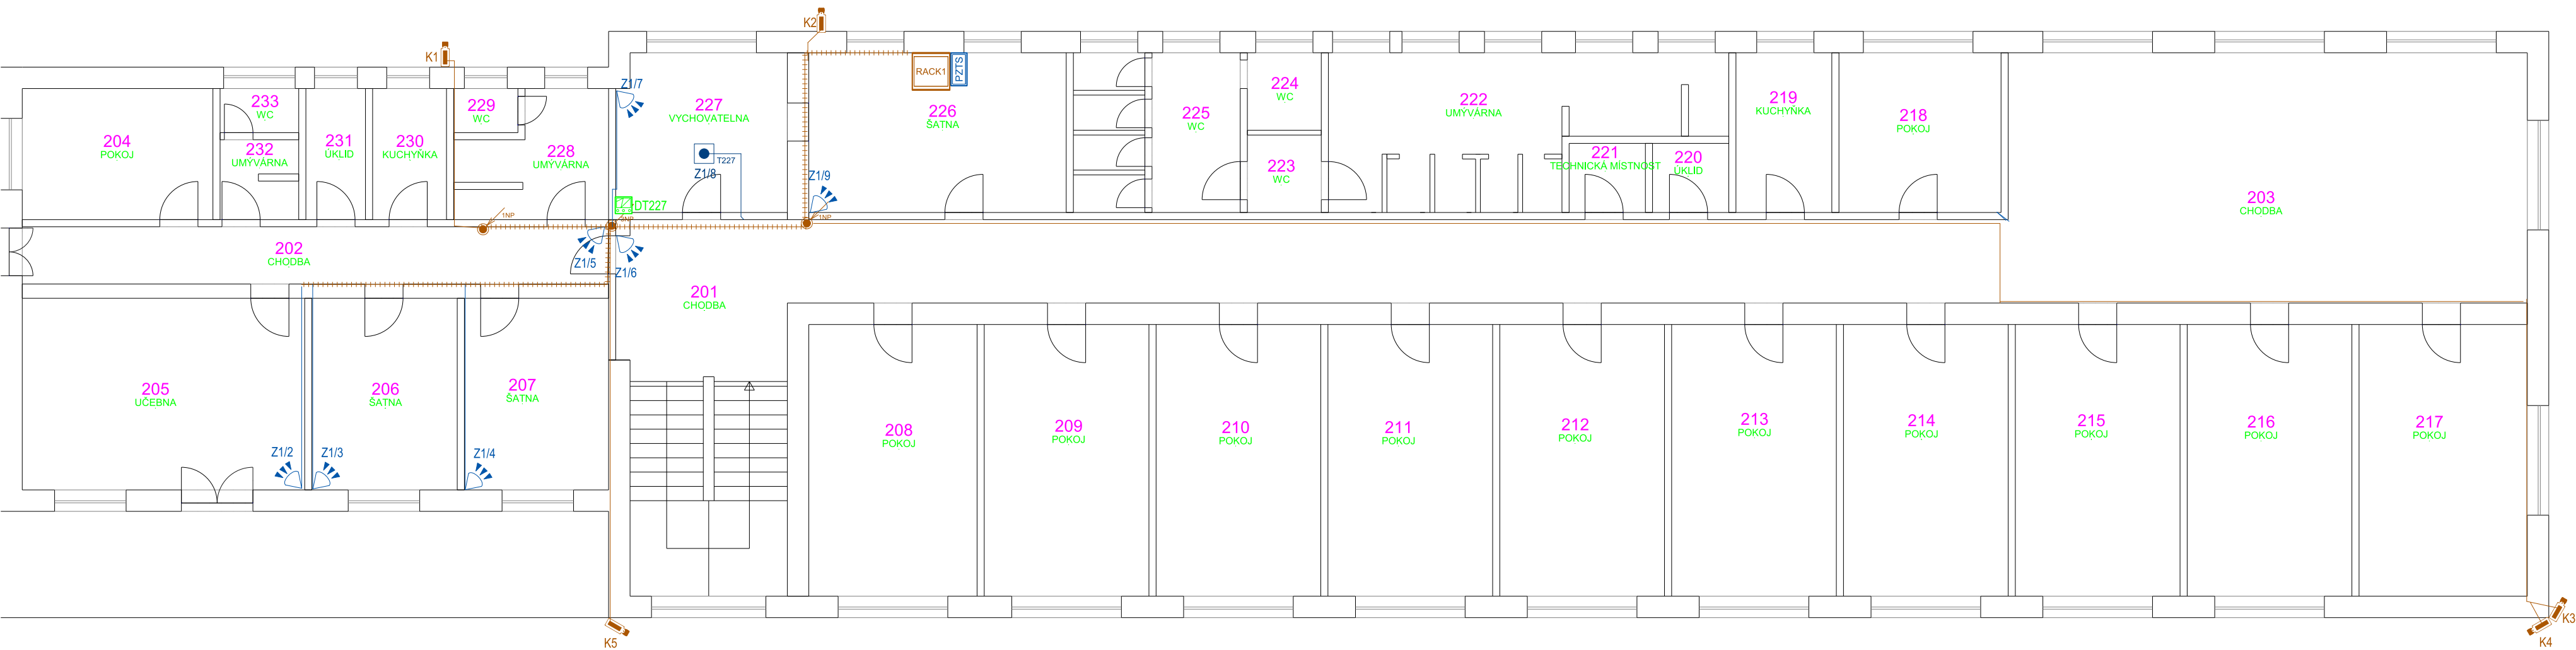 K2
K1
RACK1
PZTS
Z1/7
233
WC
229
WC
227
VYCHOVATELNA
226
ŠATNA
225
WC
224
WC
222
UMÝVÁRNA
219
KUCHYŇKA
218
POKOJ
204
POKOJ
232
UMÝVÁRNA
231
ÚKLID
230
KUCHYŇKA
228
UMÝVÁRNA
T227
Z1/8
Z1/9
223
WC
221
TECHNICKÁ MÍSTNOST
220
ÚKLID
203
CHODBA
DT227
1NP
2NP
1NP
202
CHODBA
Z1/5
Z1/6
201
CHODBA
205
UČEBNA
206
ŠATNA
207
ŠATNA
208
POKOJ
209
POKOJ
210
POKOJ
211
POKOJ
212
POKOJ
213
POKOJ
214
POKOJ
215
POKOJ
216
POKOJ
217
POKOJ
Z1/2
Z1/3
Z1/4
K5
K3
K4